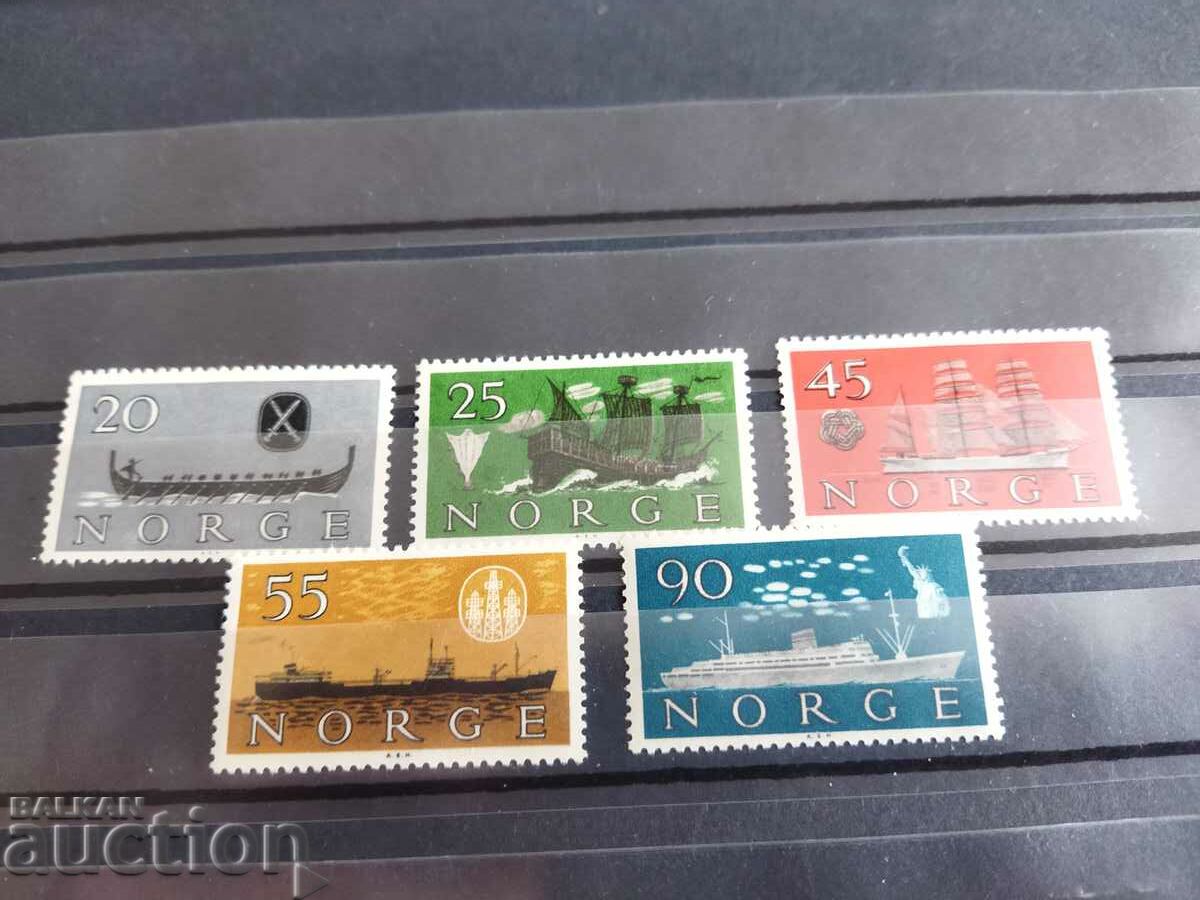 20
NORGE
25
NORGE
45
NORGE
55
NORGE
A.S.H.
90
NORGE
A.S.H.
BALKAN
auction